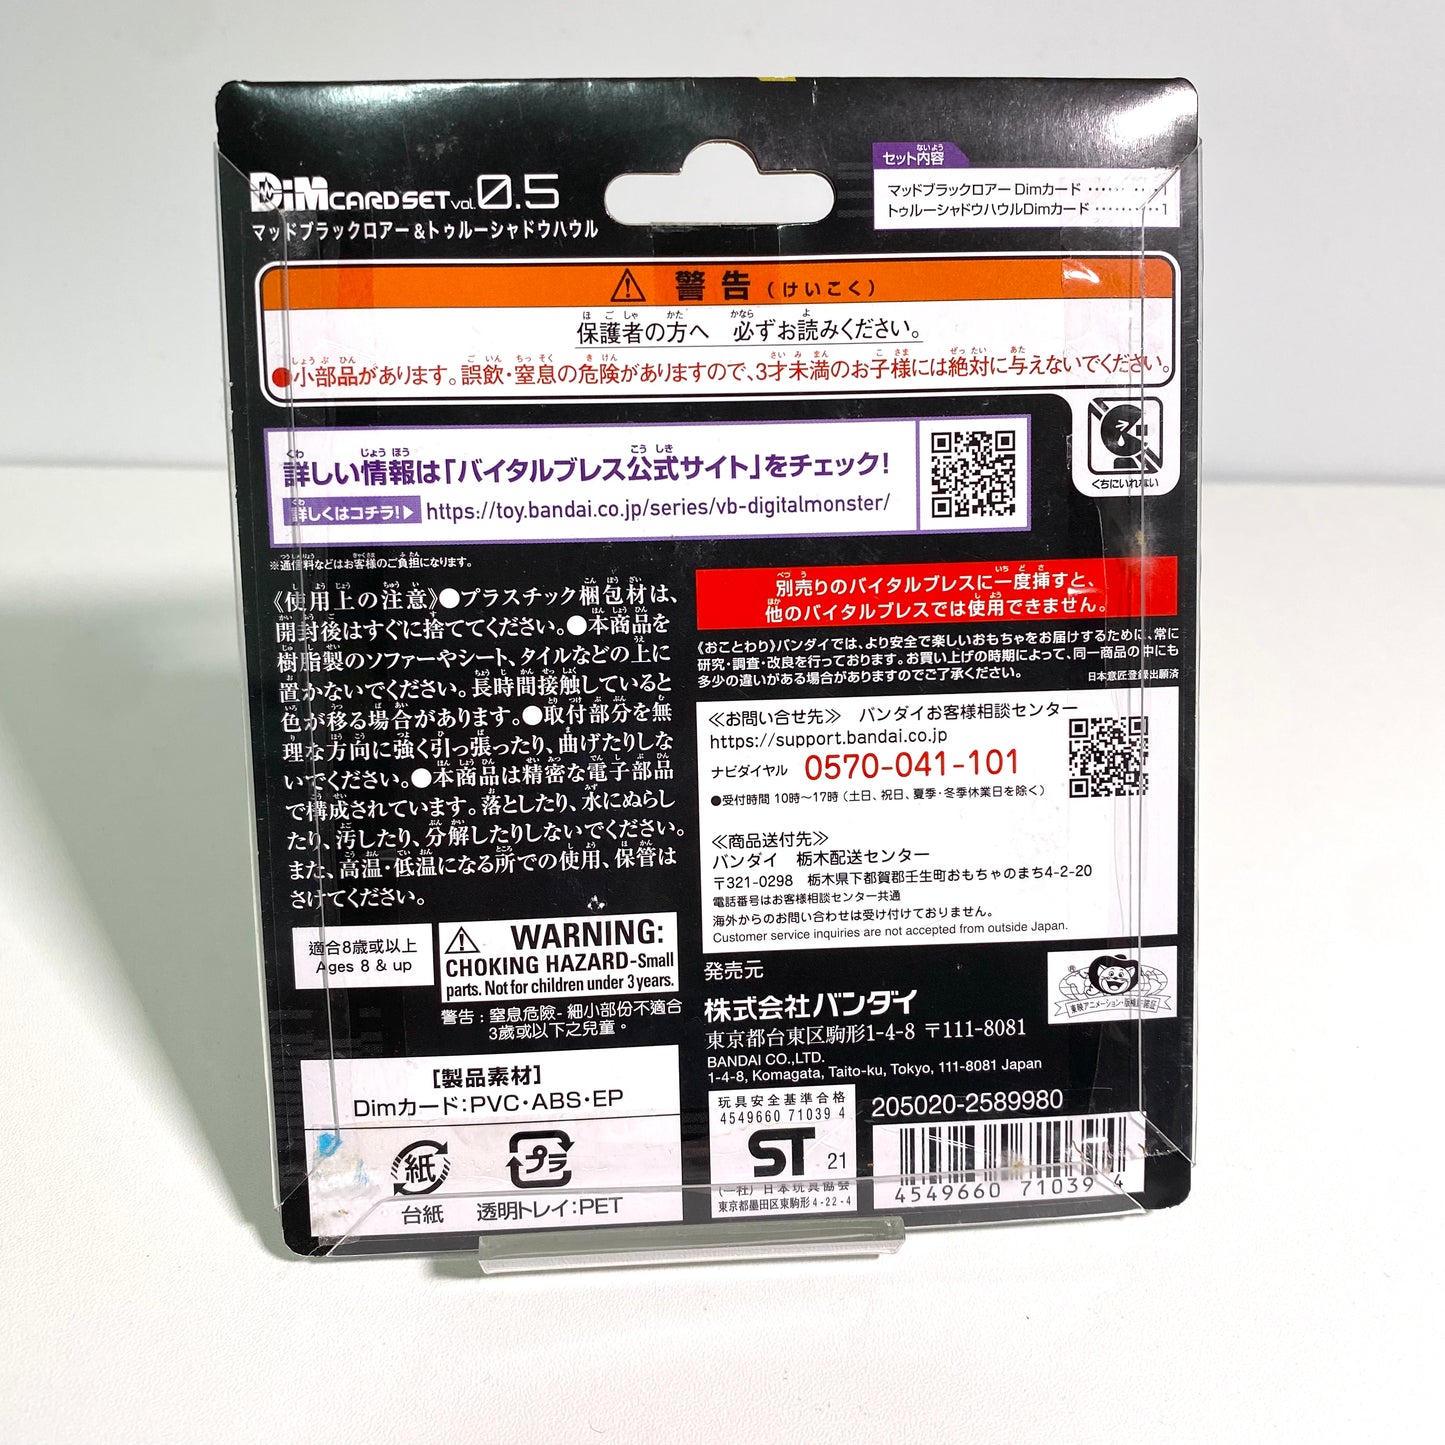 DiM CARD SET vol. 0.5
マッドブラックロアー&トゥルーシャドウハウル
セット内容
マッドブラックロアー Dimカード ‥‥‥‥‥1
トゥルーシャドウハウルDimカード ‥‥‥‥‥1
警告(けいこく)
保護者の方へ 必ずお読みください。
●小部品があります。誤飲・窒息の危険がありますので、3才未満のお子様には絶対に与えないでください。
くちにいれない
詳しい情報は「バイタルブレス公式サイト」をチェック!
詳しくはコチラ!▶ https://toy.bandai.co.jp/series/vb-digitalmonster/
※通信料などはお客様のご負担になります。
《使用上の注意》●プラスチック梱包材は、
開封後はすぐに捨ててください。●本商品を
樹脂製のソファーやシート、タイルなどの上に
置かないでください。長時間接触していると
色が移る場合があります。●取付部分を無
理な方向に強く引っ張ったり、曲げたりしな
いでください。●本商品は精密な電子部品
で構成されています。落としたり、水にぬらし
たり、汚したり、分解したりしないでください。
また、高温・低温になる所での使用、保管は
さけてください。
別売りのバイタルブレスに一度挿すと、
他のバイタルブレスでは使用できません。
《おことわり》バンダイでは、より安全で楽しいおもちゃをお届けするために、常に
研究・調査・改良を行っております。お買い上げの時期によって、同一商品の中にも
多少の違いがある場合がありますのでご了承ください。
日本意匠登録出願済
≪お問い合せ先≫ バンダイお客様相談センター
https://support.bandai.co.jp
ナビダイヤル 0570-041-101
●受付時間 10時〜17時(土日、祝日、夏季・冬季休業日を除く)
≪商品送付先≫
バンダイ 栃木配送センター
〒321-0298 栃木県下都賀郡壬生町おもちゃのまち4-2-20
電話番号はお客様相談センター共通
海外からのお問い合わせは受け付けておりません。
Customer service inquiries are not accepted from outside Japan.
適合8歲或以上
Ages 8 & up
WARNING:
CHOKING HAZARD-Small
parts. Not for children under 3 years.
警告:窒息危險-細小部份不適合
3歲或以下之兒童。
発売元
株式会社バンダイ
東京都台東区駒形1-4-8 〒111-8081
BANDAI CO.,LTD.
1-4-8, Komagata, Taito-ku, Tokyo, 111-8081 Japan
[製品素材]
Dimカード:PVC・ABS・EP
紙
台紙
プラ
透明トレイ:PET
玩具安全基準合格
4549660 71039 4
ST 21
(一社)日本玩具協会
東京都墨田区東駒形4-22-4
205020-2589980
4549660 71039 4